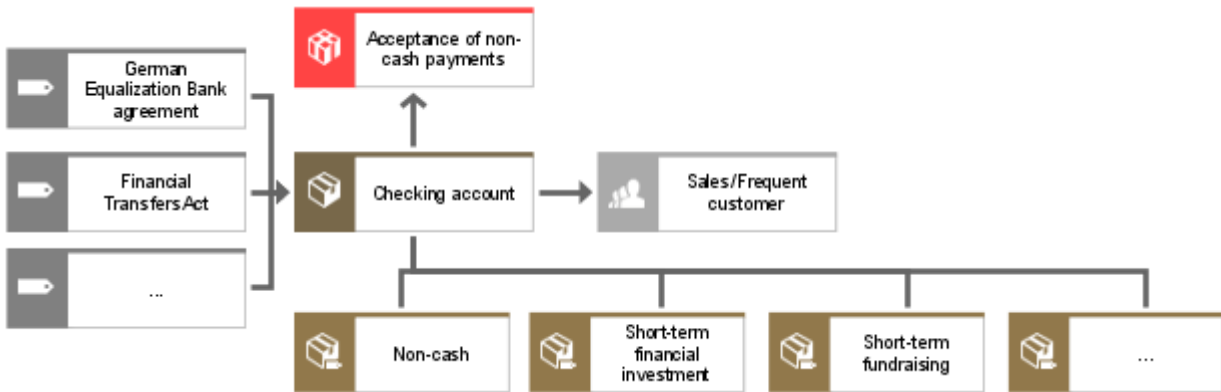 Acceptance of non-
cash payments
German
Equalization Bank
agreement
Financial
Transfers Act
Checking account
Sales/Frequent
customer
...
Non-cash
Short-term
financial
investment
Short-term
fundraising
...